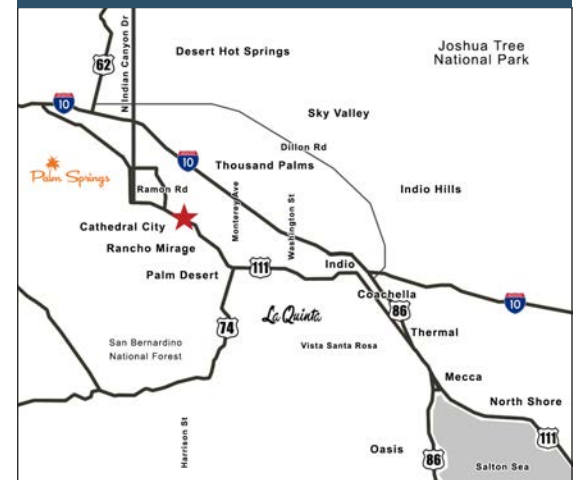 N Indian Canyon Dr
Desert Hot Springs
Joshua Tree
National Park
62
10
Sky Valley
Dillon Rd
10
Thousand Palms
Palm Springs
Ramon Rd
Indio Hills
Monterey Ave
Washington St
Cathedral City
Rancho Mirage
Indio
111
Palm Desert
Coachella
10
86
La Quinta
74
Thermal
San Bernardino
National Forest
Vista Santa Rosa
Mecca
North Shore
Harrison St
111
Oasis
86
Salton Sea